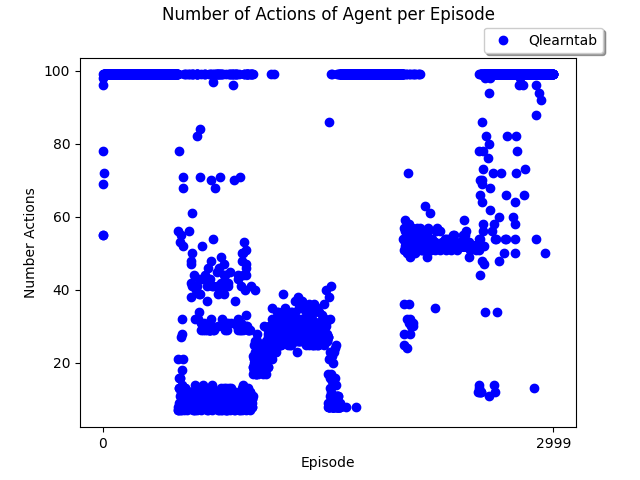 Number of Actions of Agent per Episode
Qlearntab
100
80
60
40
20
Number Actions
0
2999
Episode